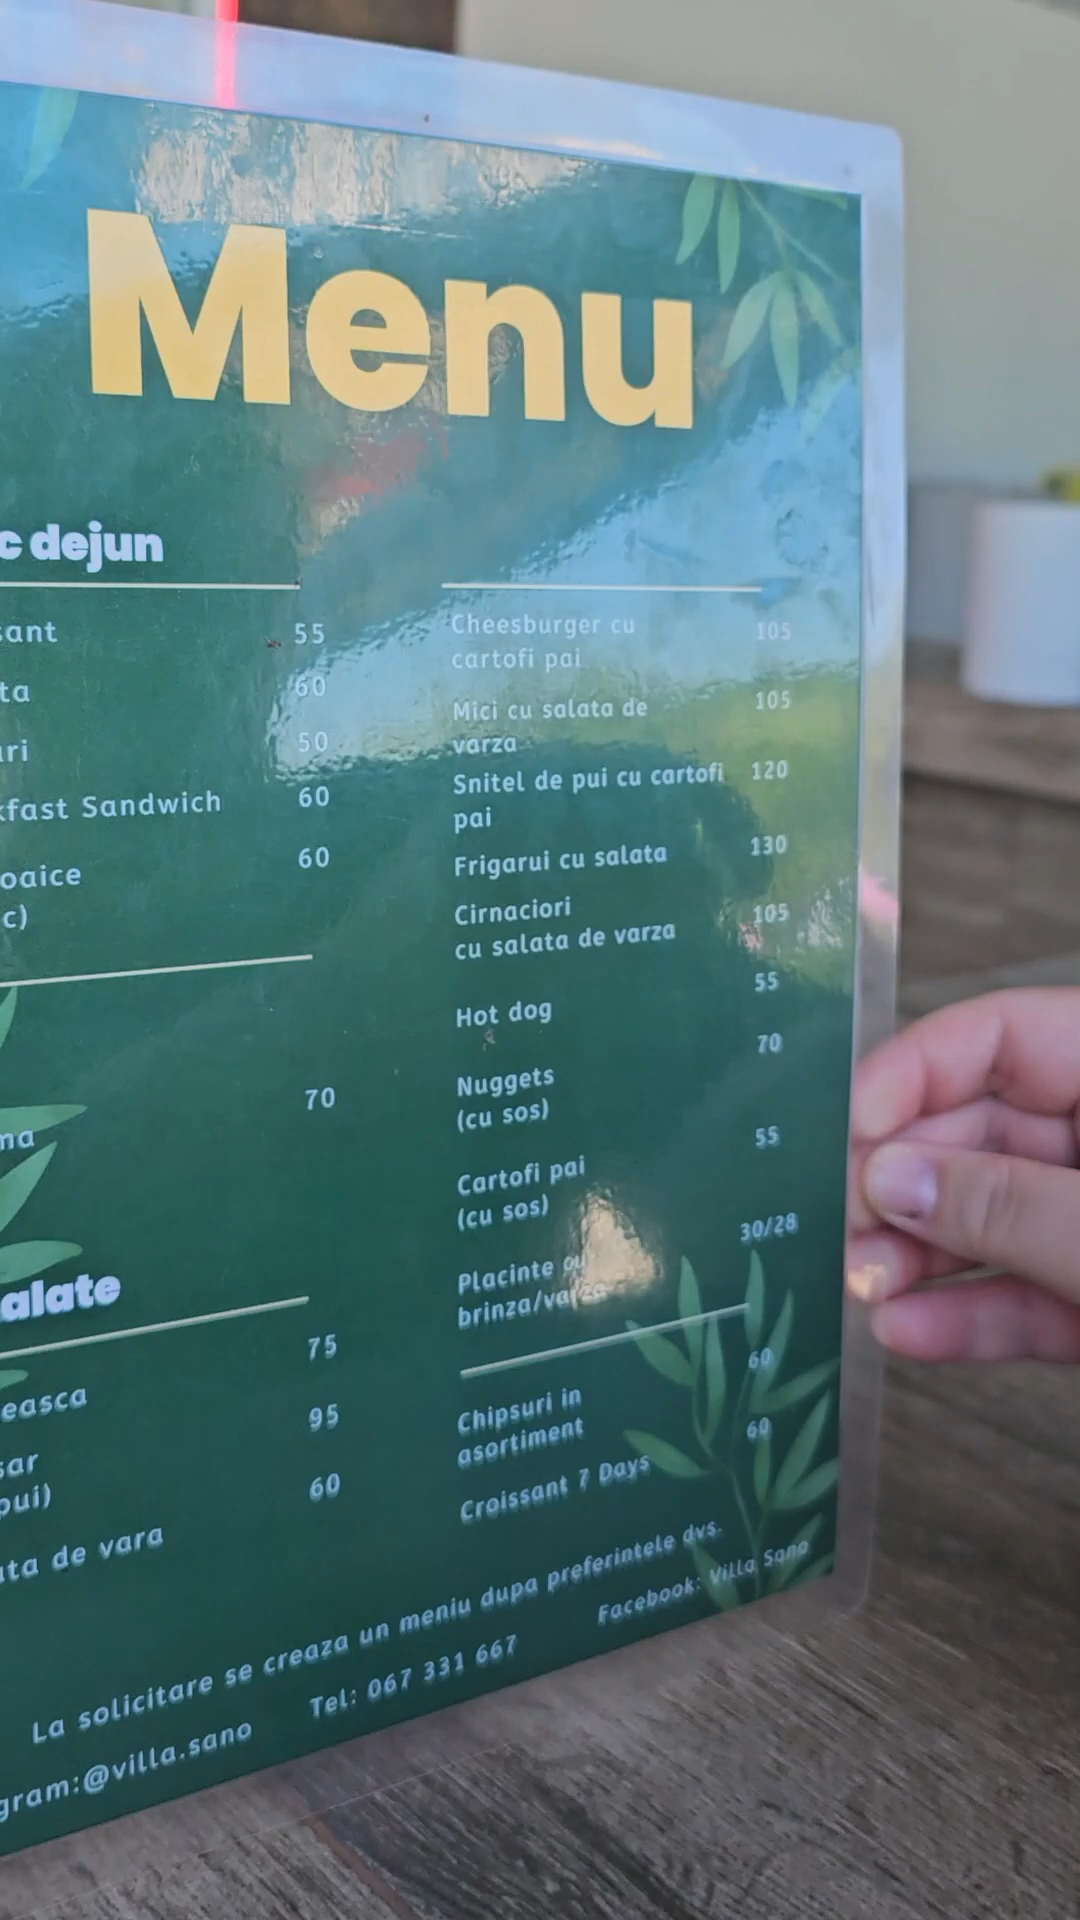 Menu
c dejun
sant 55
ta 60
uri 50
kfast Sandwich 60
oaice 60
c)
70
ma
alate
75
easca
95
sar
pui)
60
ata de vara
Cheesburger cu 105
cartofi pai
Mici cu salata de 105
varza
Snitel de pui cu cartofi 120
pai
Frigarui cu salata 130
Cirnaciori 105
cu salata de varza
55
Hot dog
70
Nuggets
(cu sos)
55
Cartofi pai
(cu sos)
30/28
Placinte cu
brinza/varza
60
Chipsuri in
asortiment
60
Croissant 7 Days
La solicitare se creaza un meniu dupa preferintele dvs.
gram:@villa.sano Tel: 067 331 667 Facebook: Villa Sano